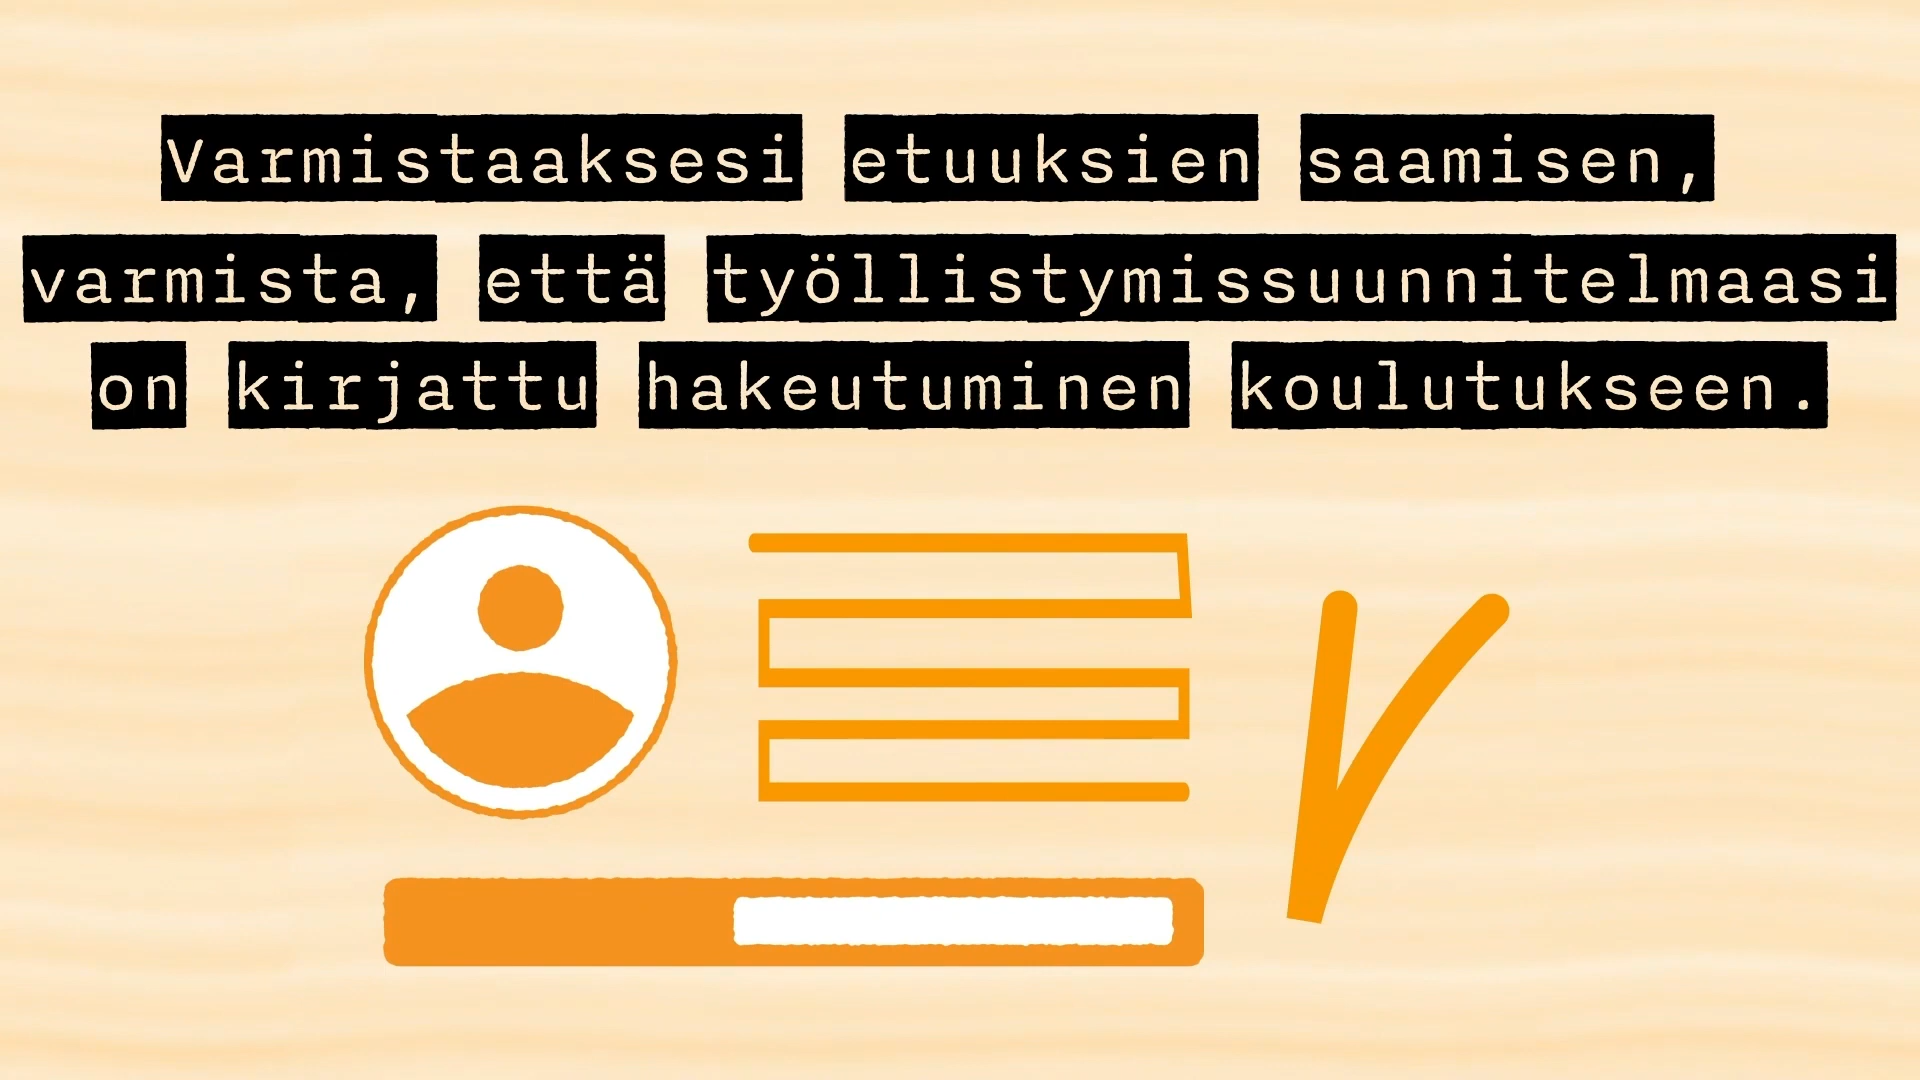 Varmistaaksesi etuuksien saamisen,
varmista, että työllistymissuunnitelmaasi
on kirjattu hakeutuminen koulutukseen.